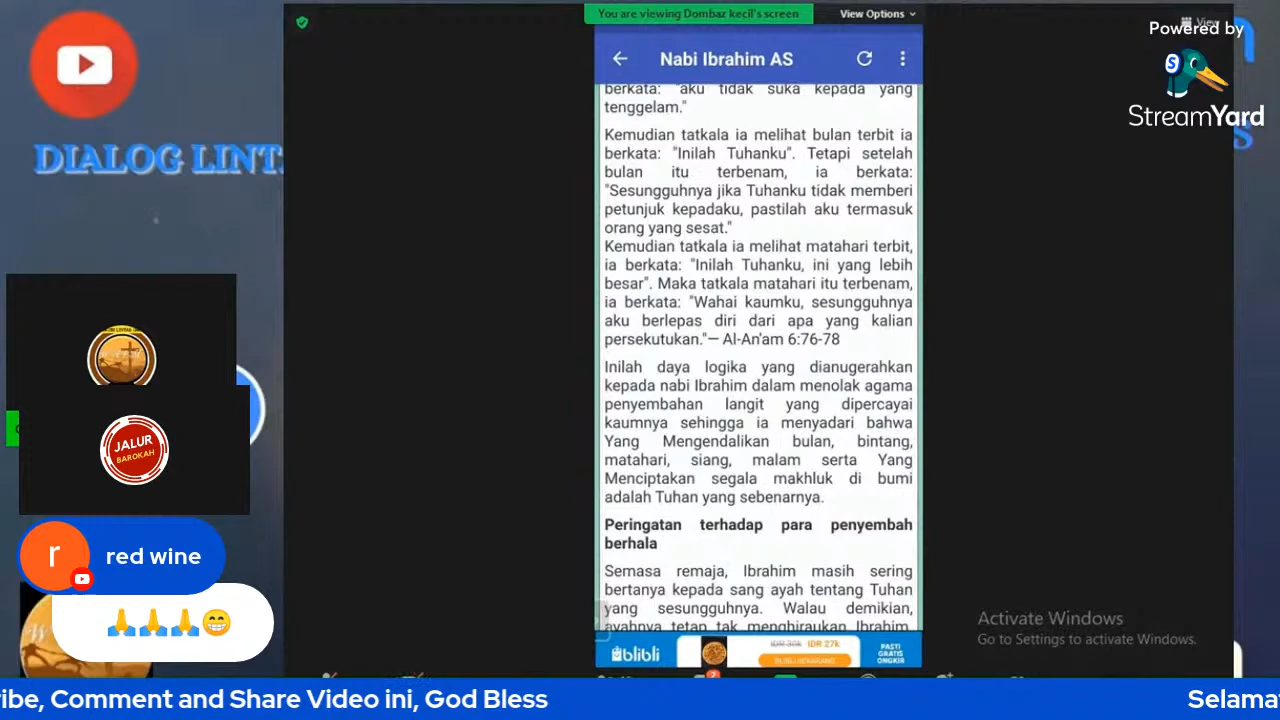 You are viewing Dombaz kecil's screen
View Options
View
Powered by
StreamYard
DIALOG LINT
Nabi Ibrahim AS
berkata: "aku tidak suka kepada yang
tenggelam."
Kemudian tatkala ia melihat bulan terbit ia
berkata: "Inilah Tuhanku". Tetapi setelah
bulan itu terbenam, ia berkata:
"Sesungguhnya jika Tuhanku tidak memberi
petunjuk kepadaku, pastilah aku termasuk
orang yang sesat."
Kemudian tatkala ia melihat matahari terbit,
ia berkata: "Inilah Tuhanku, ini yang lebih
besar". Maka tatkala matahari itu terbenam,
ia berkata: "Wahai kaumku, sesungguhnya
aku berlepas diri dari apa yang kalian
persekutukan."— Al-An'am 6:76-78
Inilah daya logika yang dianugerahkan
kepada nabi Ibrahim dalam menolak agama
penyembahan langit yang dipercayai
kaumnya sehingga ia menyadari bahwa
Yang Mengendalikan bulan, bintang,
matahari, siang, malam serta Yang
Menciptakan segala makhluk di bumi
adalah Tuhan yang sebenarnya.
Peringatan terhadap para penyembah
berhala
Semasa remaja, Ibrahim masih sering
bertanya kepada sang ayah tentang Tuhan
yang sesungguhnya. Walau demikian,
ayahnya tetap tak menghiraukan Ibrahim.
blibli
IDR 30k IDR 27k
PASTI
GRATIS
ONGKIR
JALUR
BAROKAH
r
red wine
🙏🙏🙏😁
Activate Windows
Go to Settings to activate Windows.
ibe, Comment and Share Video ini, God Bless
Selama